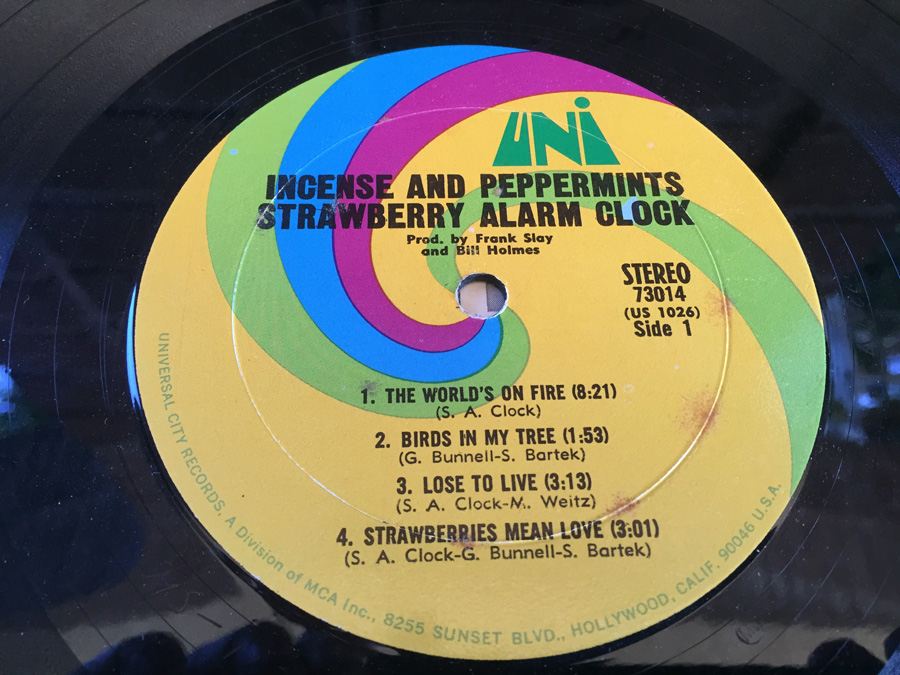 UNI
INCENSE AND PEPPERMINTS
STRAWBERRY ALARM CLOCK
Prod. by Frank Slay
and Bill Holmes
STEREO
73014
(US 1026)
Side 1
1. THE WORLD'S ON FIRE (8:21)
(S. A. Clock)
2. BIRDS IN MY TREE (1:53)
(G. Bunnell-S. Bartek)
3. LOSE TO LIVE (3:13)
(S. A. Clock-M. Weitz)
4. STRAWBERRIES MEAN LOVE (3:01)
(S. A. Clock-G. Bunnell-S. Bartek)
UNIVERSAL CITY RECORDS, A Division of MCA Inc., 8255 SUNSET BLVD., HOLLYWOOD, CALIF. 90046 U.S.A.